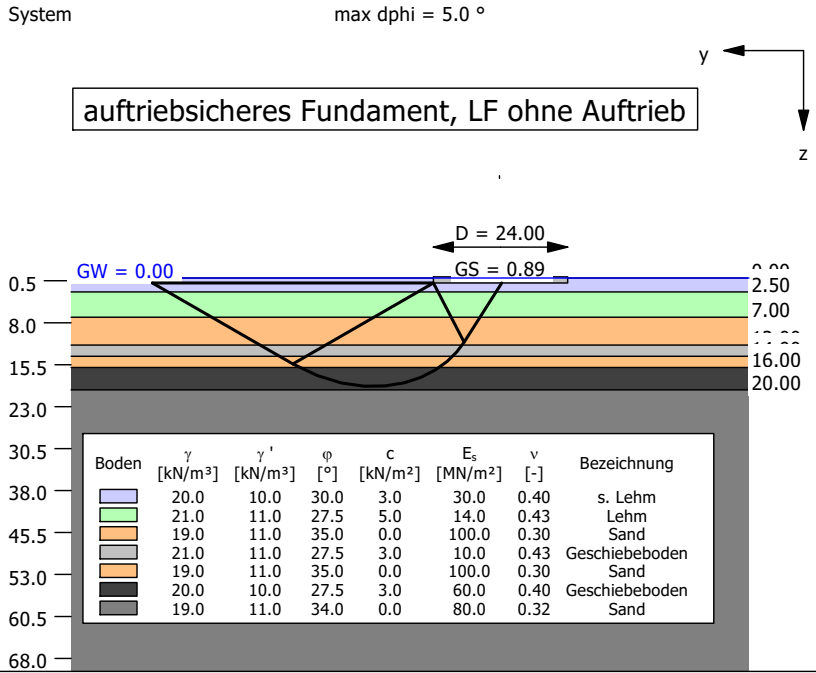 System max dphi = 5.0 °
y
auftriebsicheres Fundament, LF ohne Auftrieb
z
D = 24.00
GW = 0.00 GS = 0.89
0.5 2.50
7.00
8.0
15.5 16.00
20.00
23.0
30.5
38.0
45.5
53.0
60.5
68.0
Boden γ [kN/m³] γ ' [kN/m³] φ [°] c [kN/m²] Es [MN/m²] ν [-] Bezeichnung
20.0 10.0 30.0 3.0 30.0 0.40 s. Lehm
21.0 11.0 27.5 5.0 14.0 0.43 Lehm
19.0 11.0 35.0 0.0 100.0 0.30 Sand
21.0 11.0 27.5 3.0 10.0 0.43 Geschiebeboden
19.0 11.0 35.0 0.0 100.0 0.30 Sand
20.0 10.0 27.5 3.0 60.0 0.40 Geschiebeboden
19.0 11.0 34.0 0.0 80.0 0.32 Sand